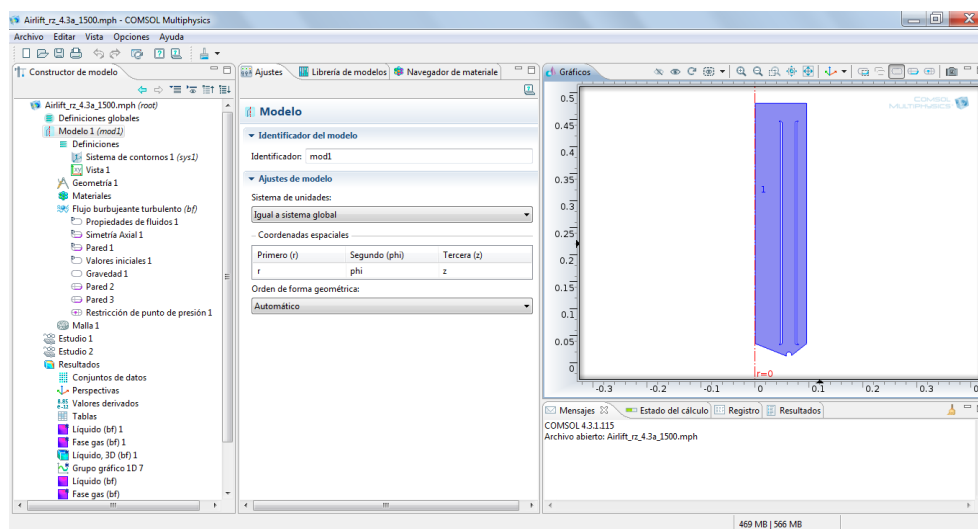 Airlift_rz_4.3a_1500.mph - COMSOL Multiphysics
Archivo Editar Vista Opciones Ayuda
Constructor de modelo
Airlift_rz_4.3a_1500.mph (root)
Definiciones globales
Modelo 1 (mod1)
Definiciones
Sistema de contornos 1 (sys1)
Vista 1
Geometría 1
Materiales
Flujo burbujeante turbulento (bf)
Propiedades de fluidos 1
Simetría Axial 1
Pared 1
Valores iniciales 1
Gravedad 1
Pared 2
Pared 3
Restricción de punto de presión 1
Malla 1
Estudio 1
Estudio 2
Resultados
Conjuntos de datos
Perspectivas
Valores derivados
Tablas
Líquido (bf) 1
Fase gas (bf) 1
Líquido, 3D (bf) 1
Grupo gráfico 1D 7
Líquido (bf)
Fase gas (bf)
Ajustes Librería de modelos Navegador de materiale
Modelo
Identificador del modelo
Identificador: mod1
Ajustes de modelo
Sistema de unidades:
Igual a sistema global
Coordenadas espaciales
Primero (r) Segundo (phi) Tercera (z)
r phi z
Orden de forma geométrica:
Automático
Gráficos
COMSOL
MULTIPHYSICS
0.5
0.45
0.4
0.35
0.3
0.25
0.2
0.15
0.1
0.05
0
1
r=0
-0.3 -0.2 -0.1 0 0.1 0.2 0.3
Mensajes Estado del cálculo Registro Resultados
COMSOL 4.3.1.115
Archivo abierto: Airlift_rz_4.3a_1500.mph
469 MB | 566 MB